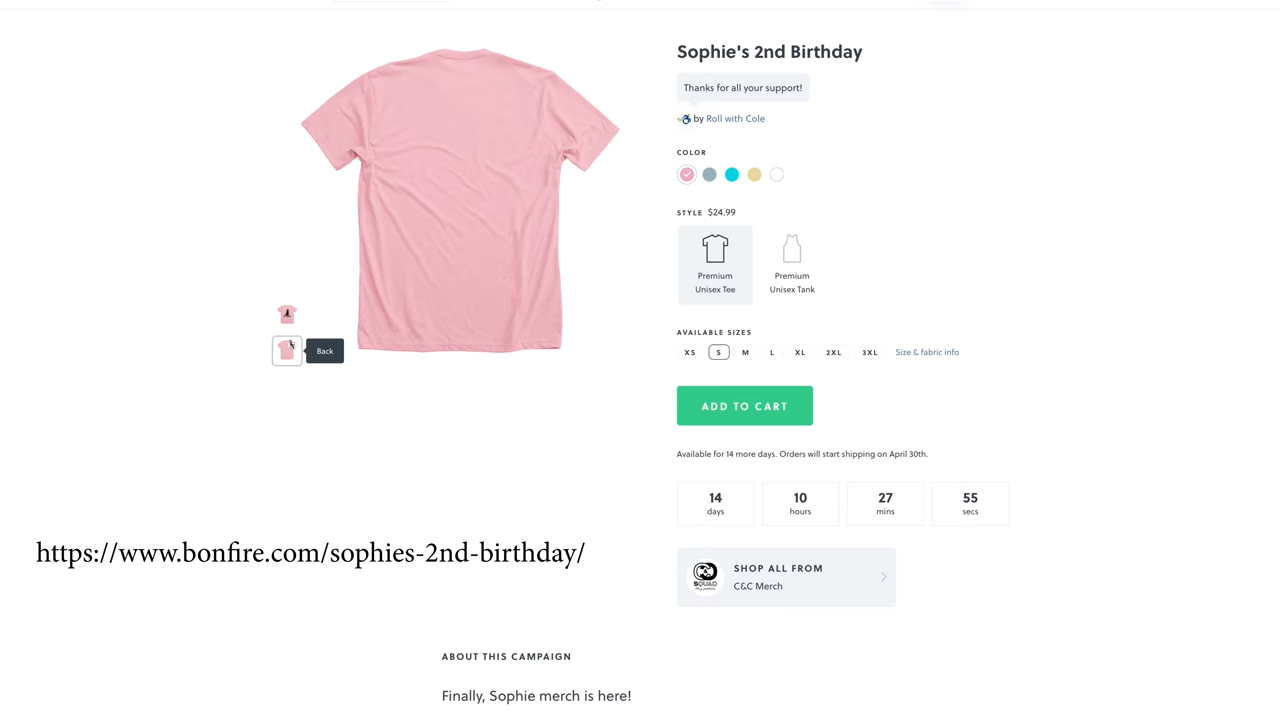 Sophie's 2nd Birthday
Thanks for all your support!
by Roll with Cole
COLOR
STYLE $24.99
Premium
Unisex Tee
Premium
Unisex Tank
Back
AVAILABLE SIZES
XS S M L XL 2XL 3XL Size & fabric info
ADD TO CART
Available for 14 more days. Orders will start shipping on April 30th.
14 10 27 55
days hours mins secs
https://www.bonfire.com/sophies-2nd-birthday/
SQUAD
SHOP ALL FROM
C&C Merch
ABOUT THIS CAMPAIGN
Finally, Sophie merch is here!